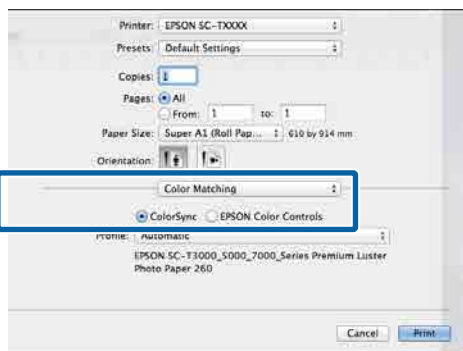 Printer: EPSON SC-TXXXX
Presets: Default Settings
Copies: 1
Pages: All
From: 1 to: 1
Paper Size: Super A1 (Roll Pap... 610 by 914 mm
Orientation:
Color Matching
ColorSync EPSON Color Controls
Profile: Automatic
EPSON SC-T3000_5000_7000_Series Premium Luster
Photo Paper 260
Cancel Print